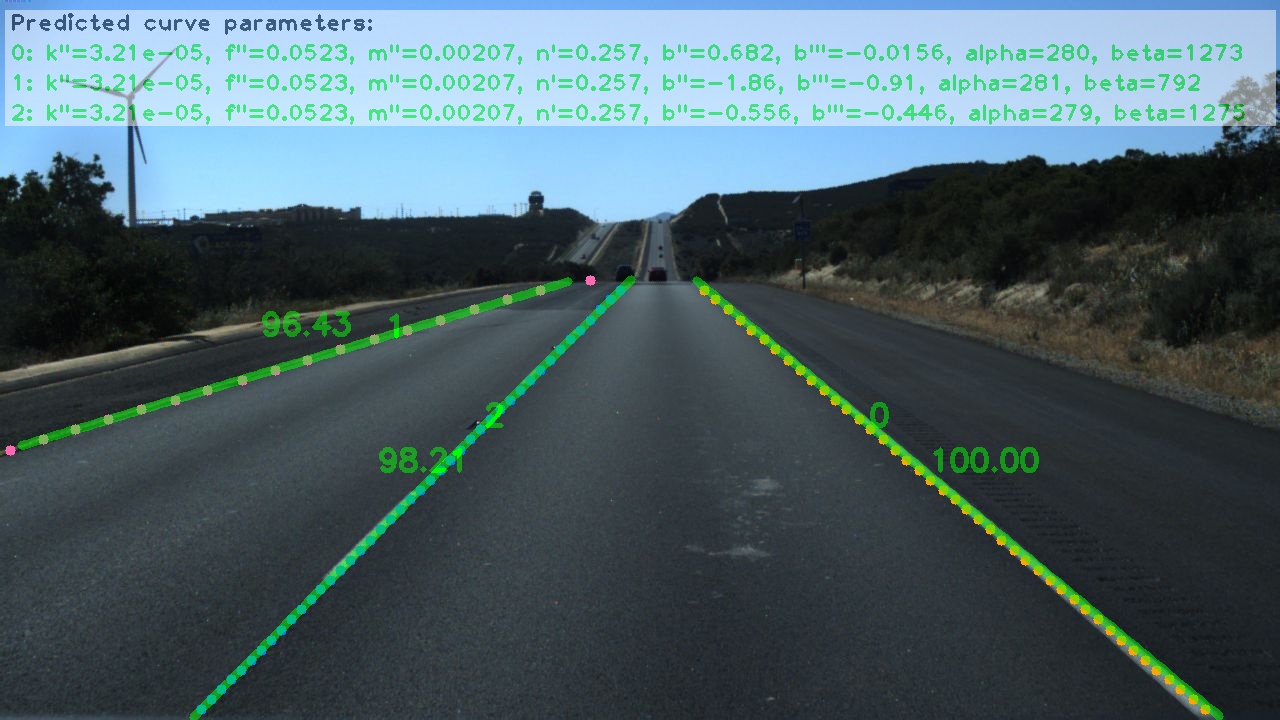 Predicted curve parameters:
0: k''=3.21e-05, f''=0.0523, m''=0.00207, n'=0.257, b''=0.682, b'''=-0.0156, alpha=280, beta=1273
1: k''=3.21e-05, f''=0.0523, m''=0.00207, n'=0.257, b''=-1.86, b'''=-0.91, alpha=281, beta=792
2: k''=3.21e-05, f''=0.0523, m''=0.00207, n'=0.257, b''=-0.556, b'''=-0.446, alpha=279, beta=1275
96.43 1
2 0
98.21 100.00